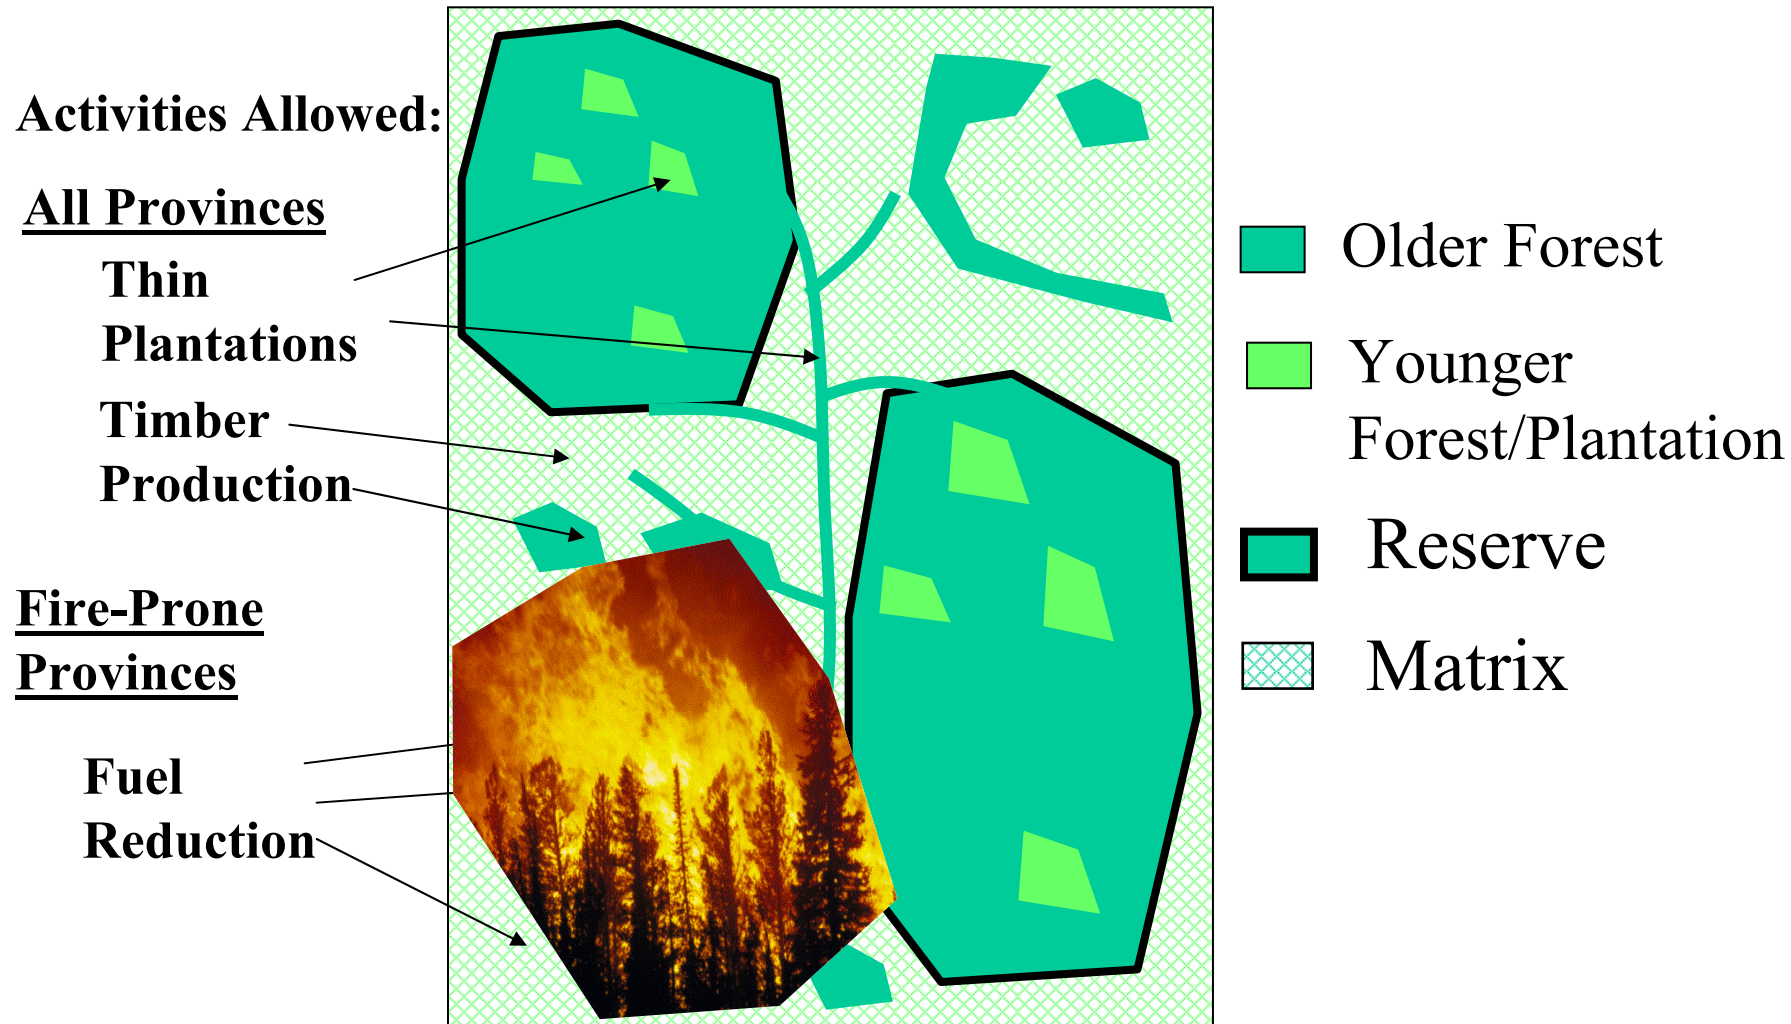 Activities Allowed:
All Provinces
Thin
Plantations
Timber
Production
Fire-Prone
Provinces
Fuel
Reduction
Older Forest
Younger
Forest/Plantation
Reserve
Matrix